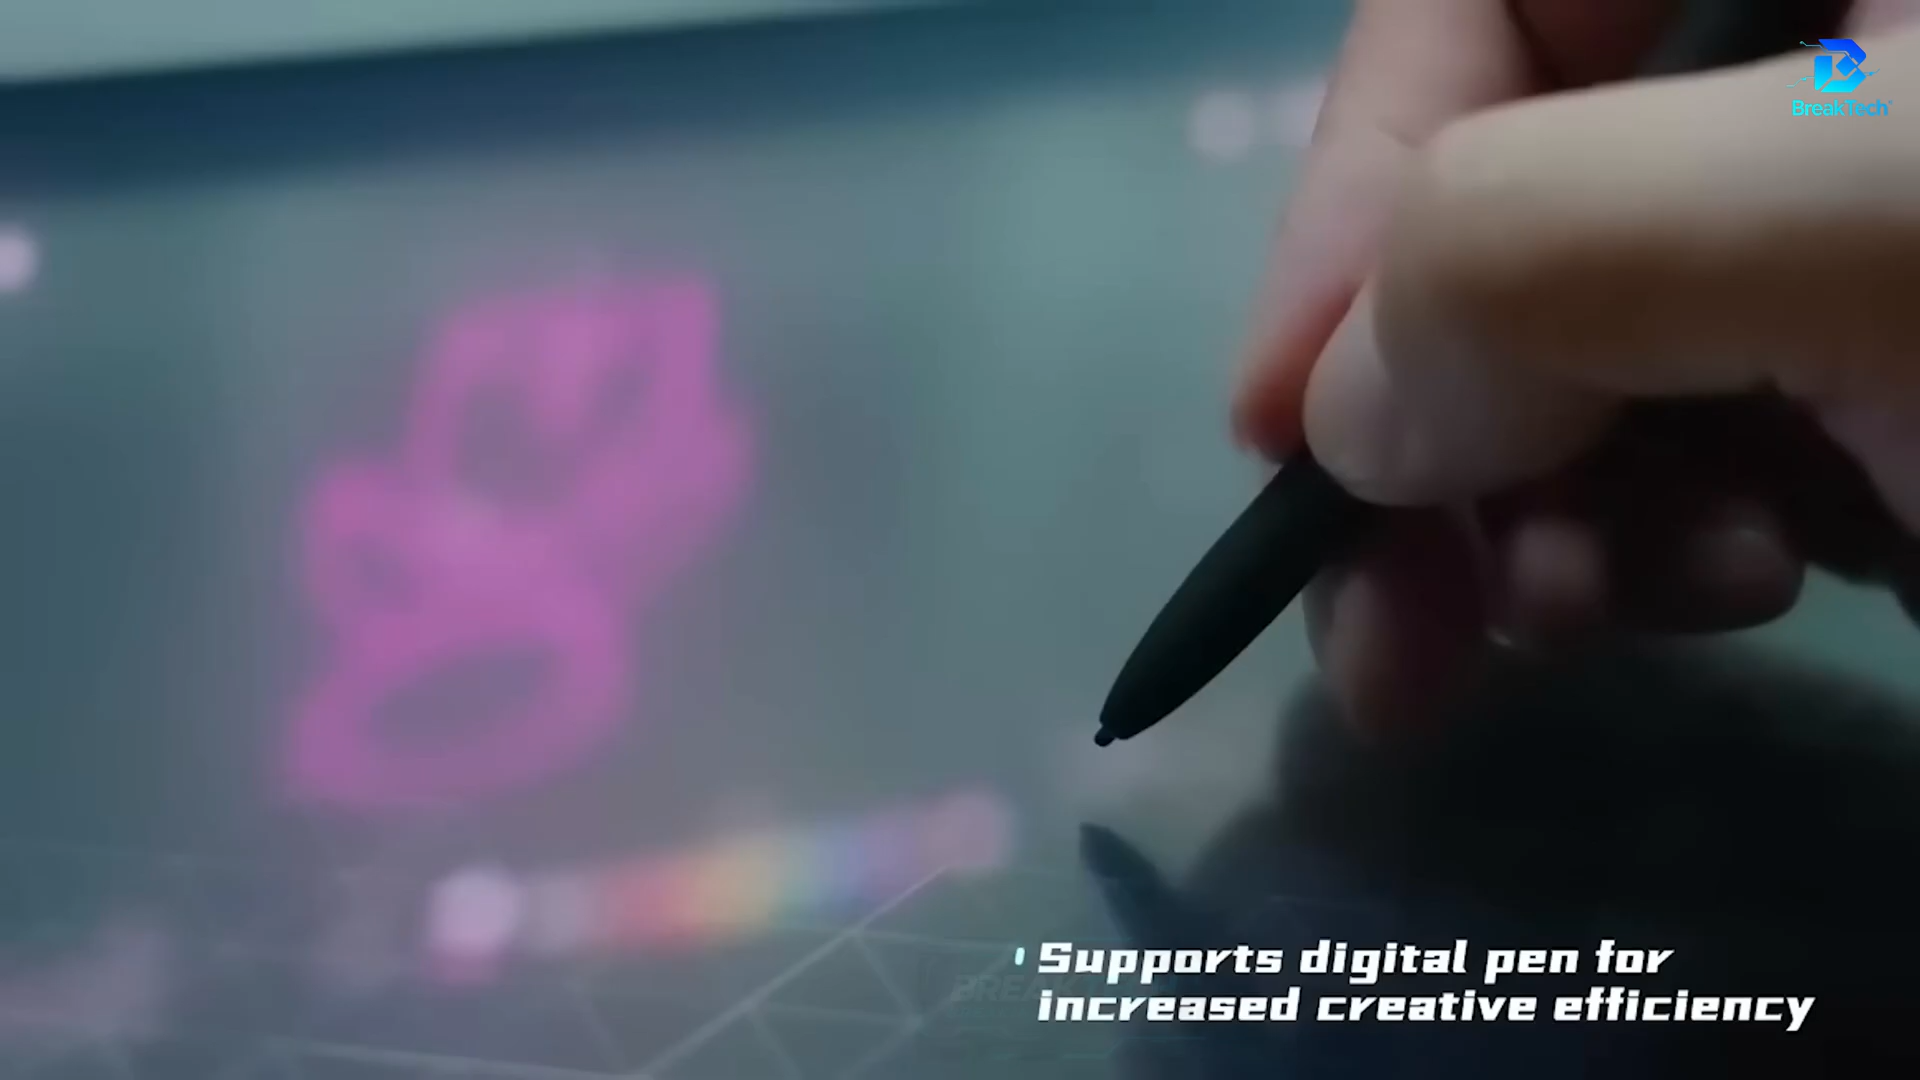 BreakTech
Supports digital pen for
increased creative efficiency